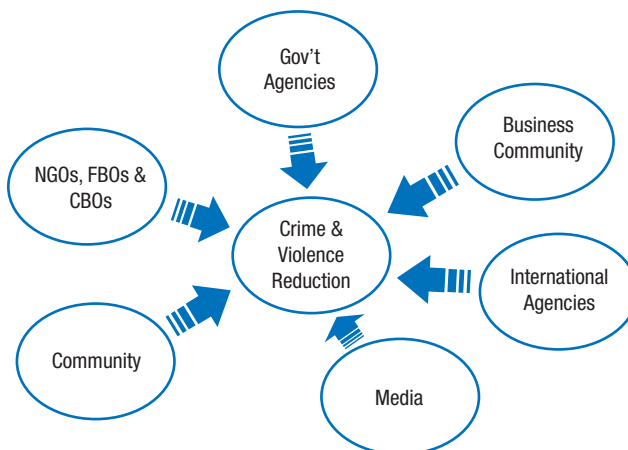 Gov’t
Agencies
Business
Community
NGOs, FBOs &
CBOs
Crime &
Violence
Reduction
International
Agencies
Community
Media